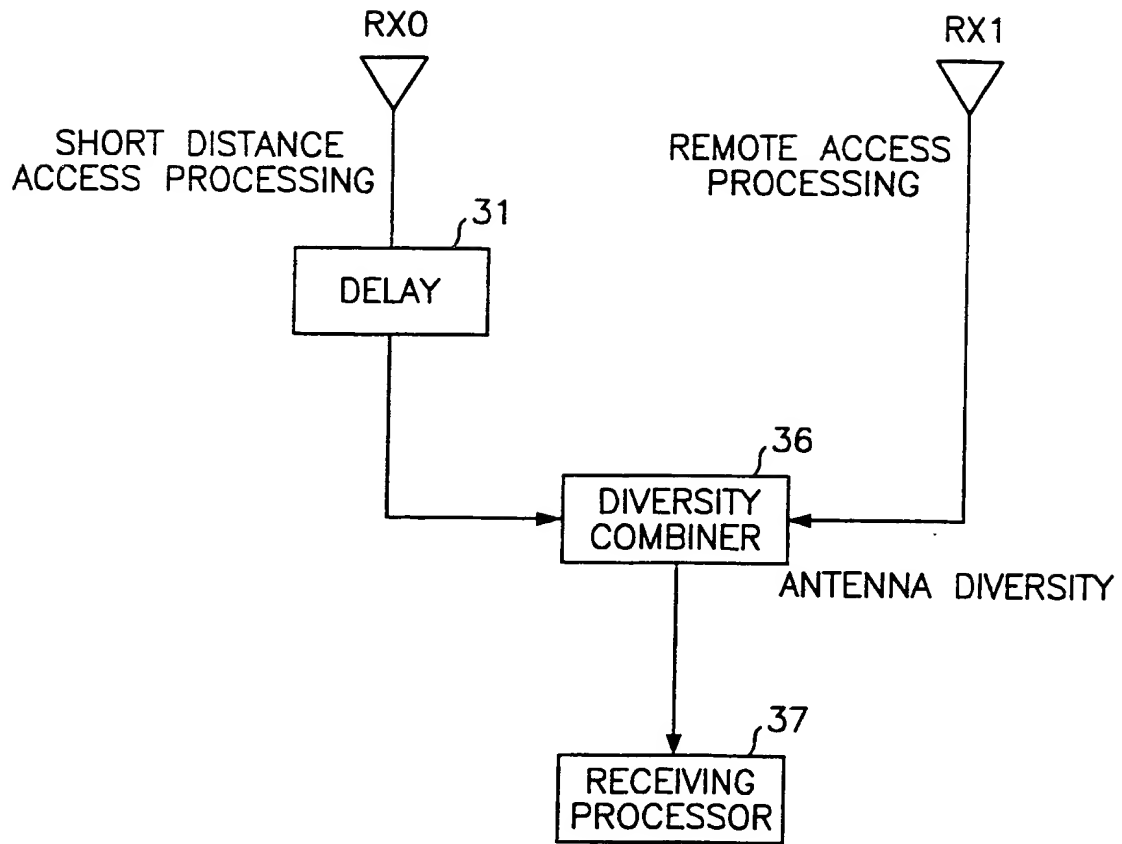 RX0
RX1
SHORT DISTANCE
ACCESS PROCESSING
REMOTE ACCESS
PROCESSING
31
DELAY
36
DIVERSITY
COMBINER
ANTENNA DIVERSITY
37
RECEIVING
PROCESSOR